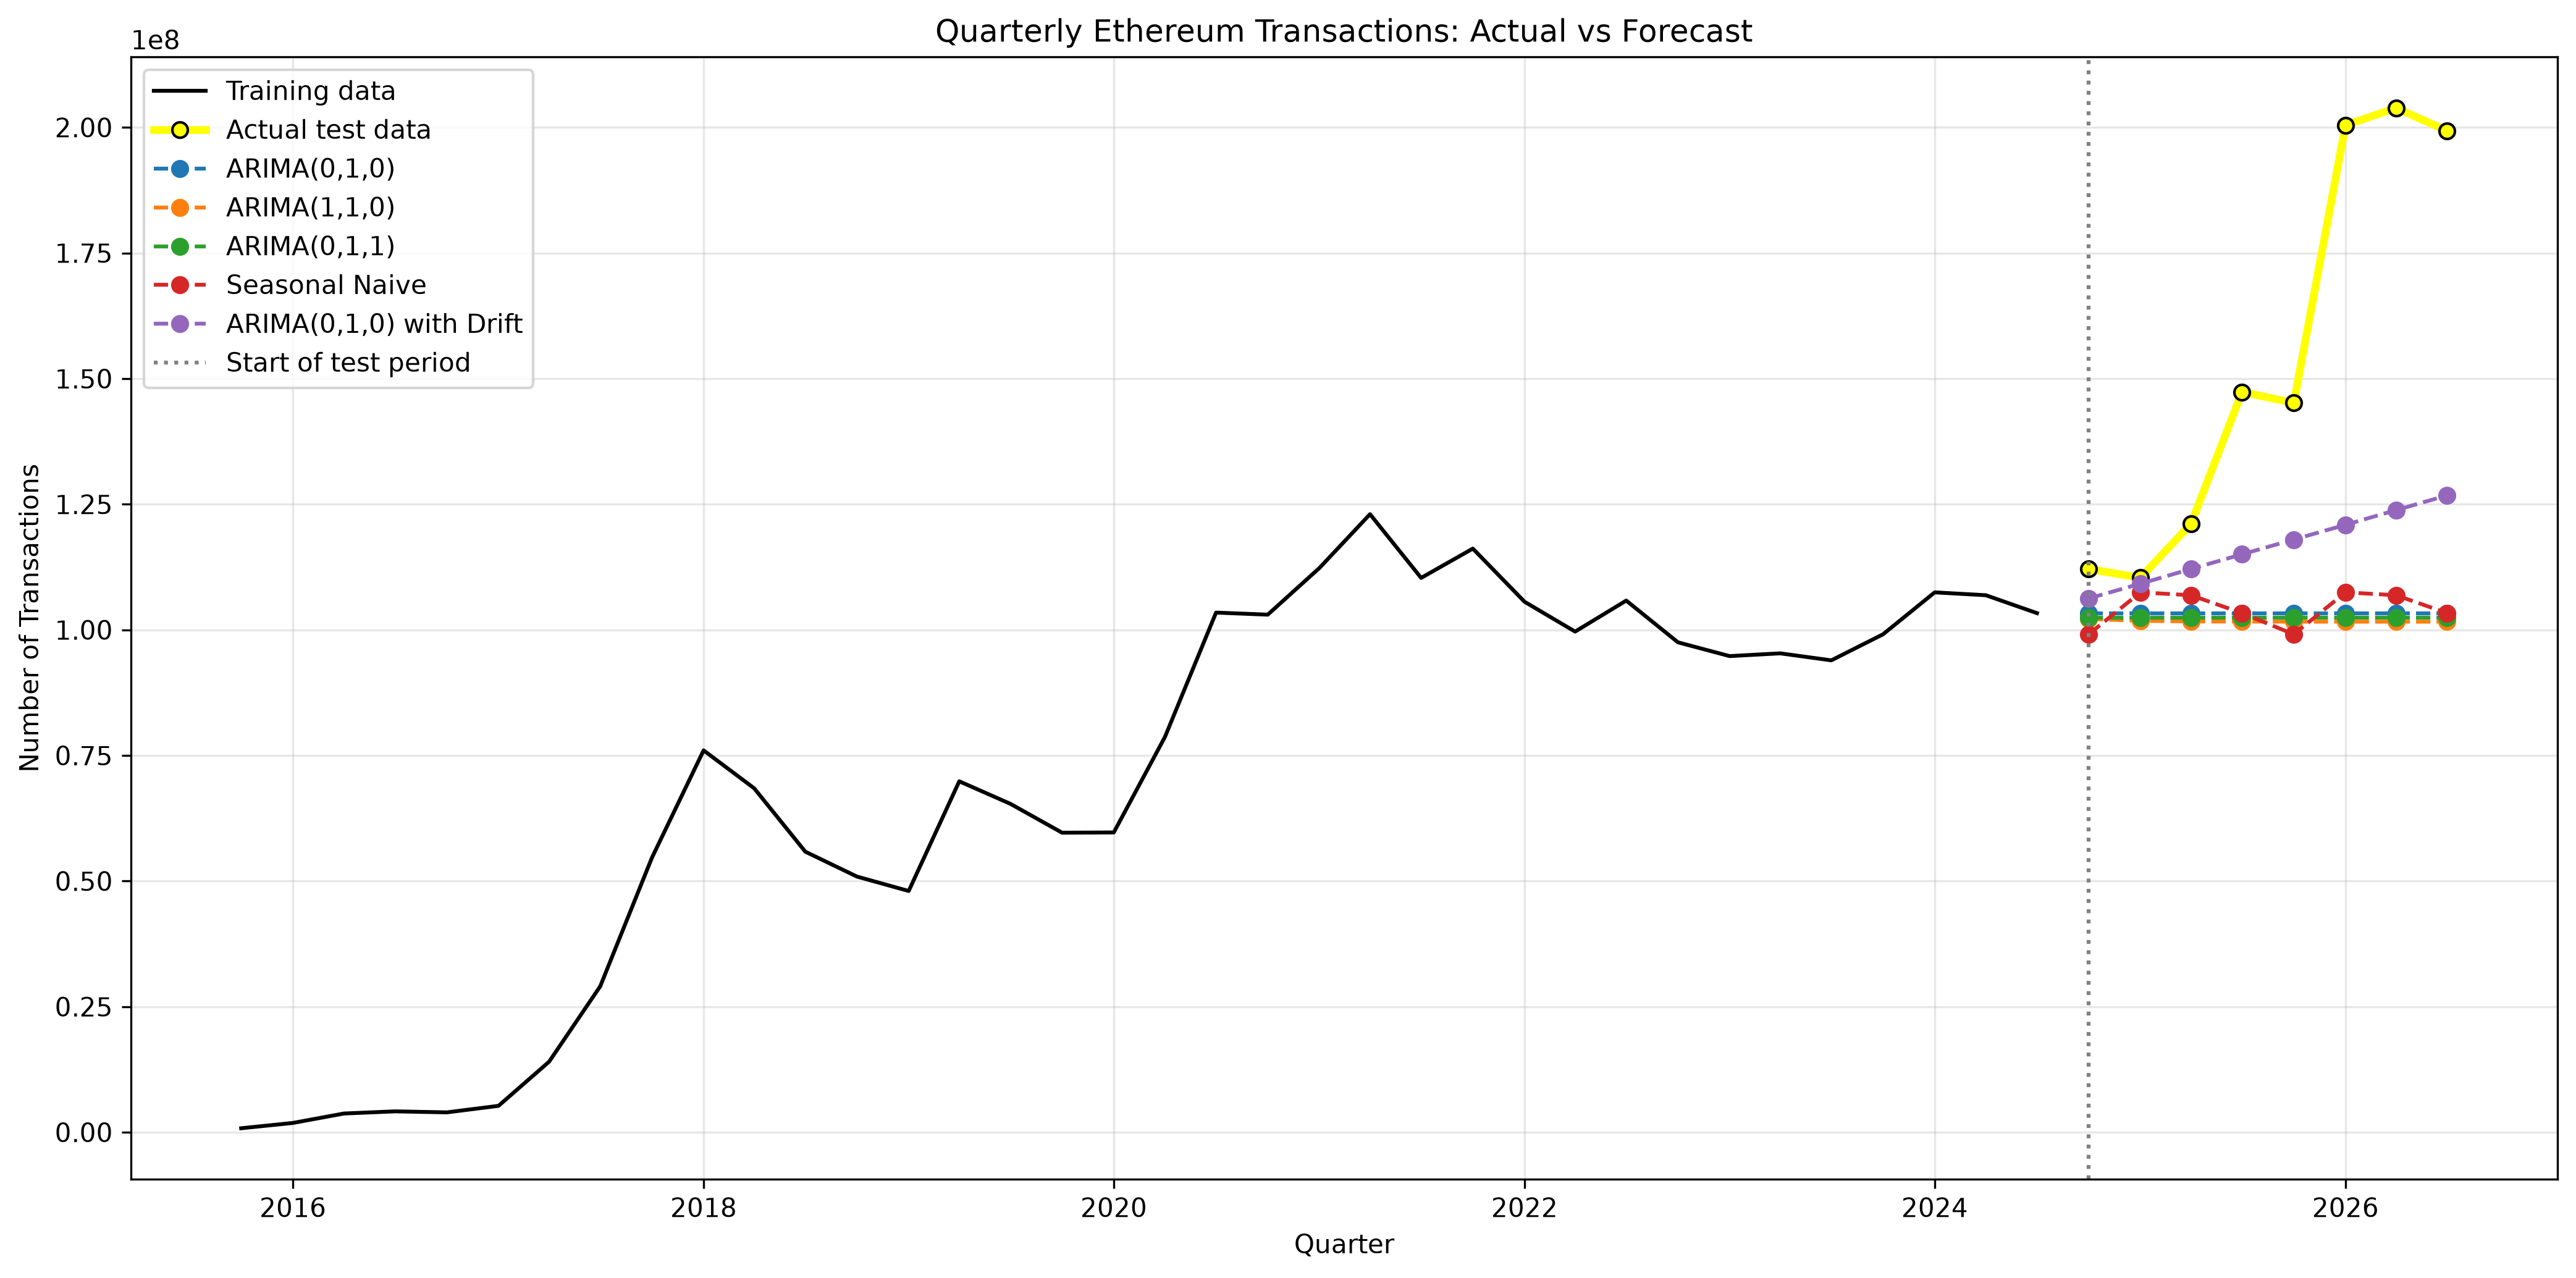 Quarterly Ethereum Transactions: Actual vs Forecast
1e8
Training data
Actual test data
ARIMA(0,1,0)
ARIMA(1,1,0)
ARIMA(0,1,1)
Seasonal Naive
ARIMA(0,1,0) with Drift
Start of test period
2.00
1.75
1.50
1.25
1.00
0.75
0.50
0.25
0.00
Number of Transactions
2016 2018 2020 2022 2024 2026
Quarter